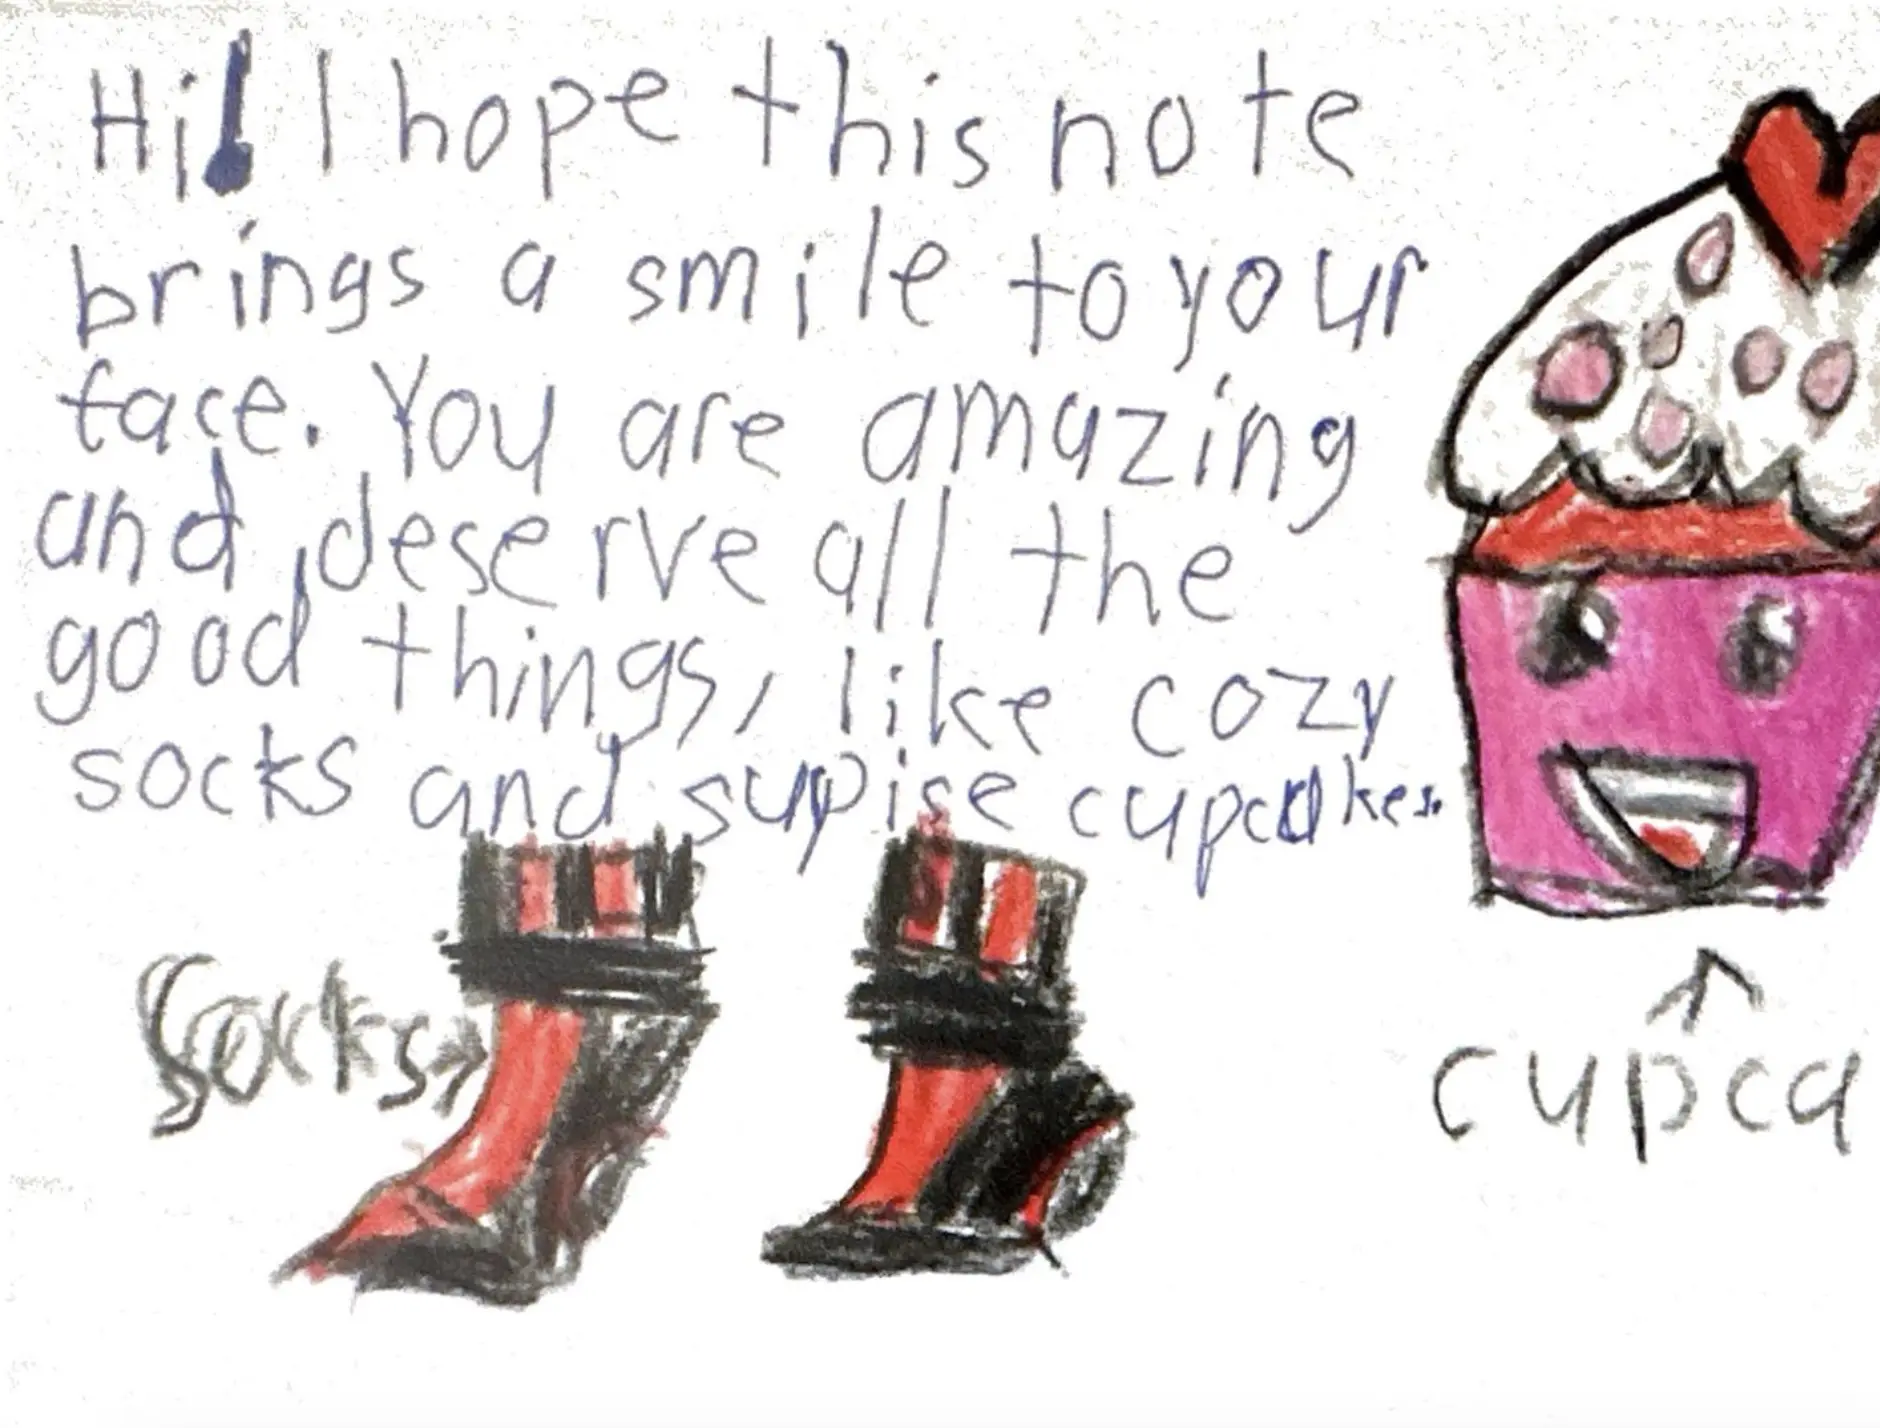 Hi! I hope this note
brings a smile to your
face. You are amazing
and deserve all the
good things, like cozy
socks and supise cupcakes.
socks
cupca